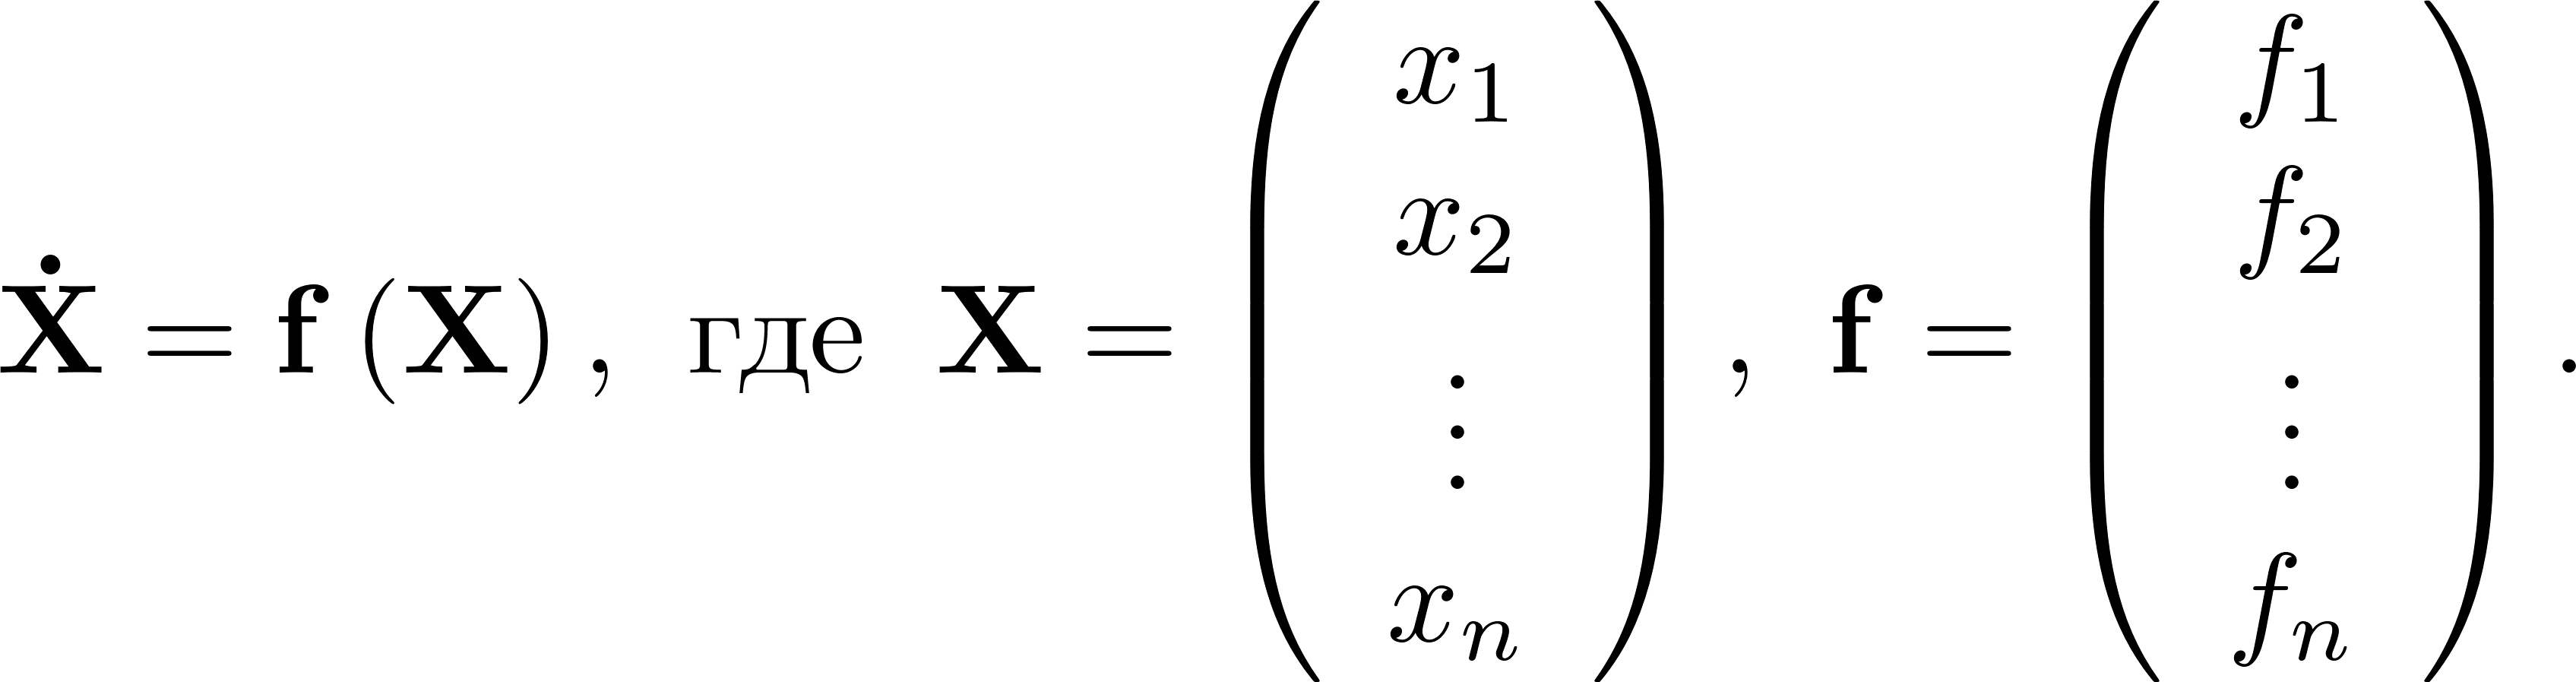 Ẋ = f (X) , где X = ( x₁ x₂ ⋮ xₙ ) , f = ( f₁ f₂ ⋮ fₙ ) .